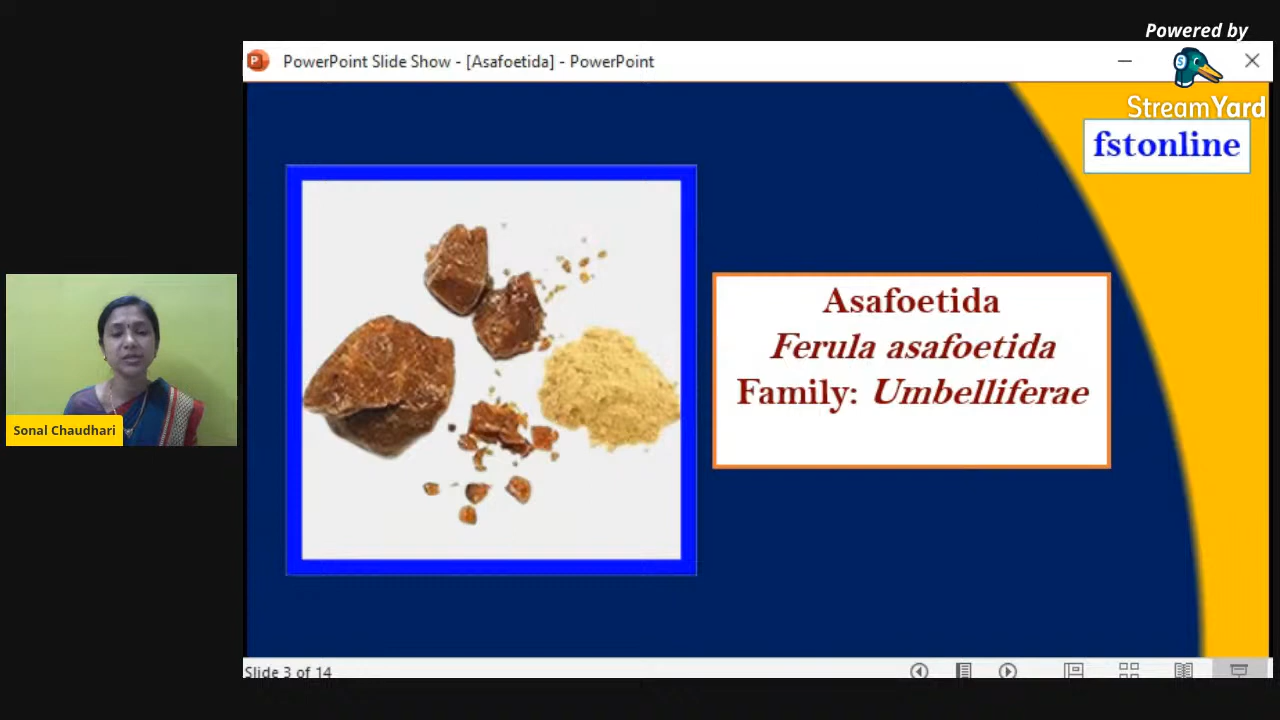 Powered by
PowerPoint Slide Show - [Asafoetida] - PowerPoint
StreamYard
fstonline
Asafoetida
Ferula asafoetida
Family: Umbelliferae
Sonal Chaudhari
Slide 3 of 14